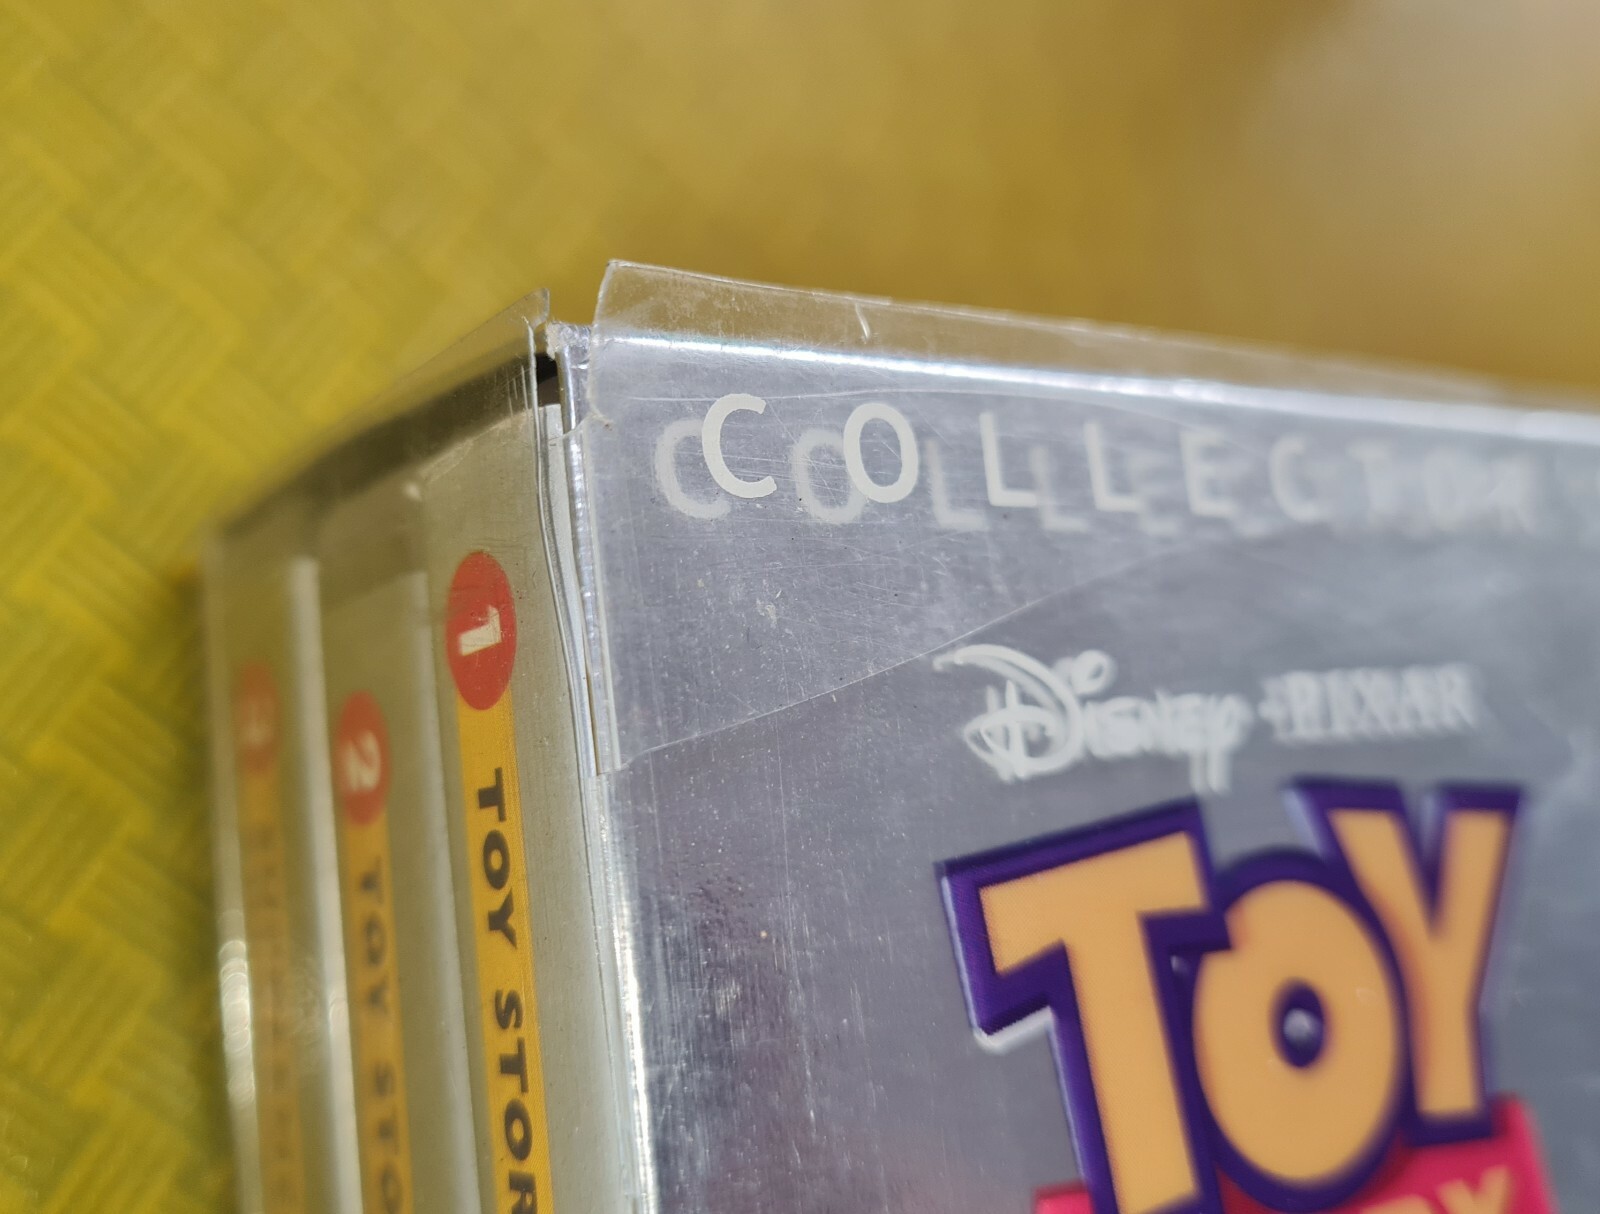 COLLECTOR
DISNEY · PIXAR
TOY
1 TOY STOR
2 TOY STO